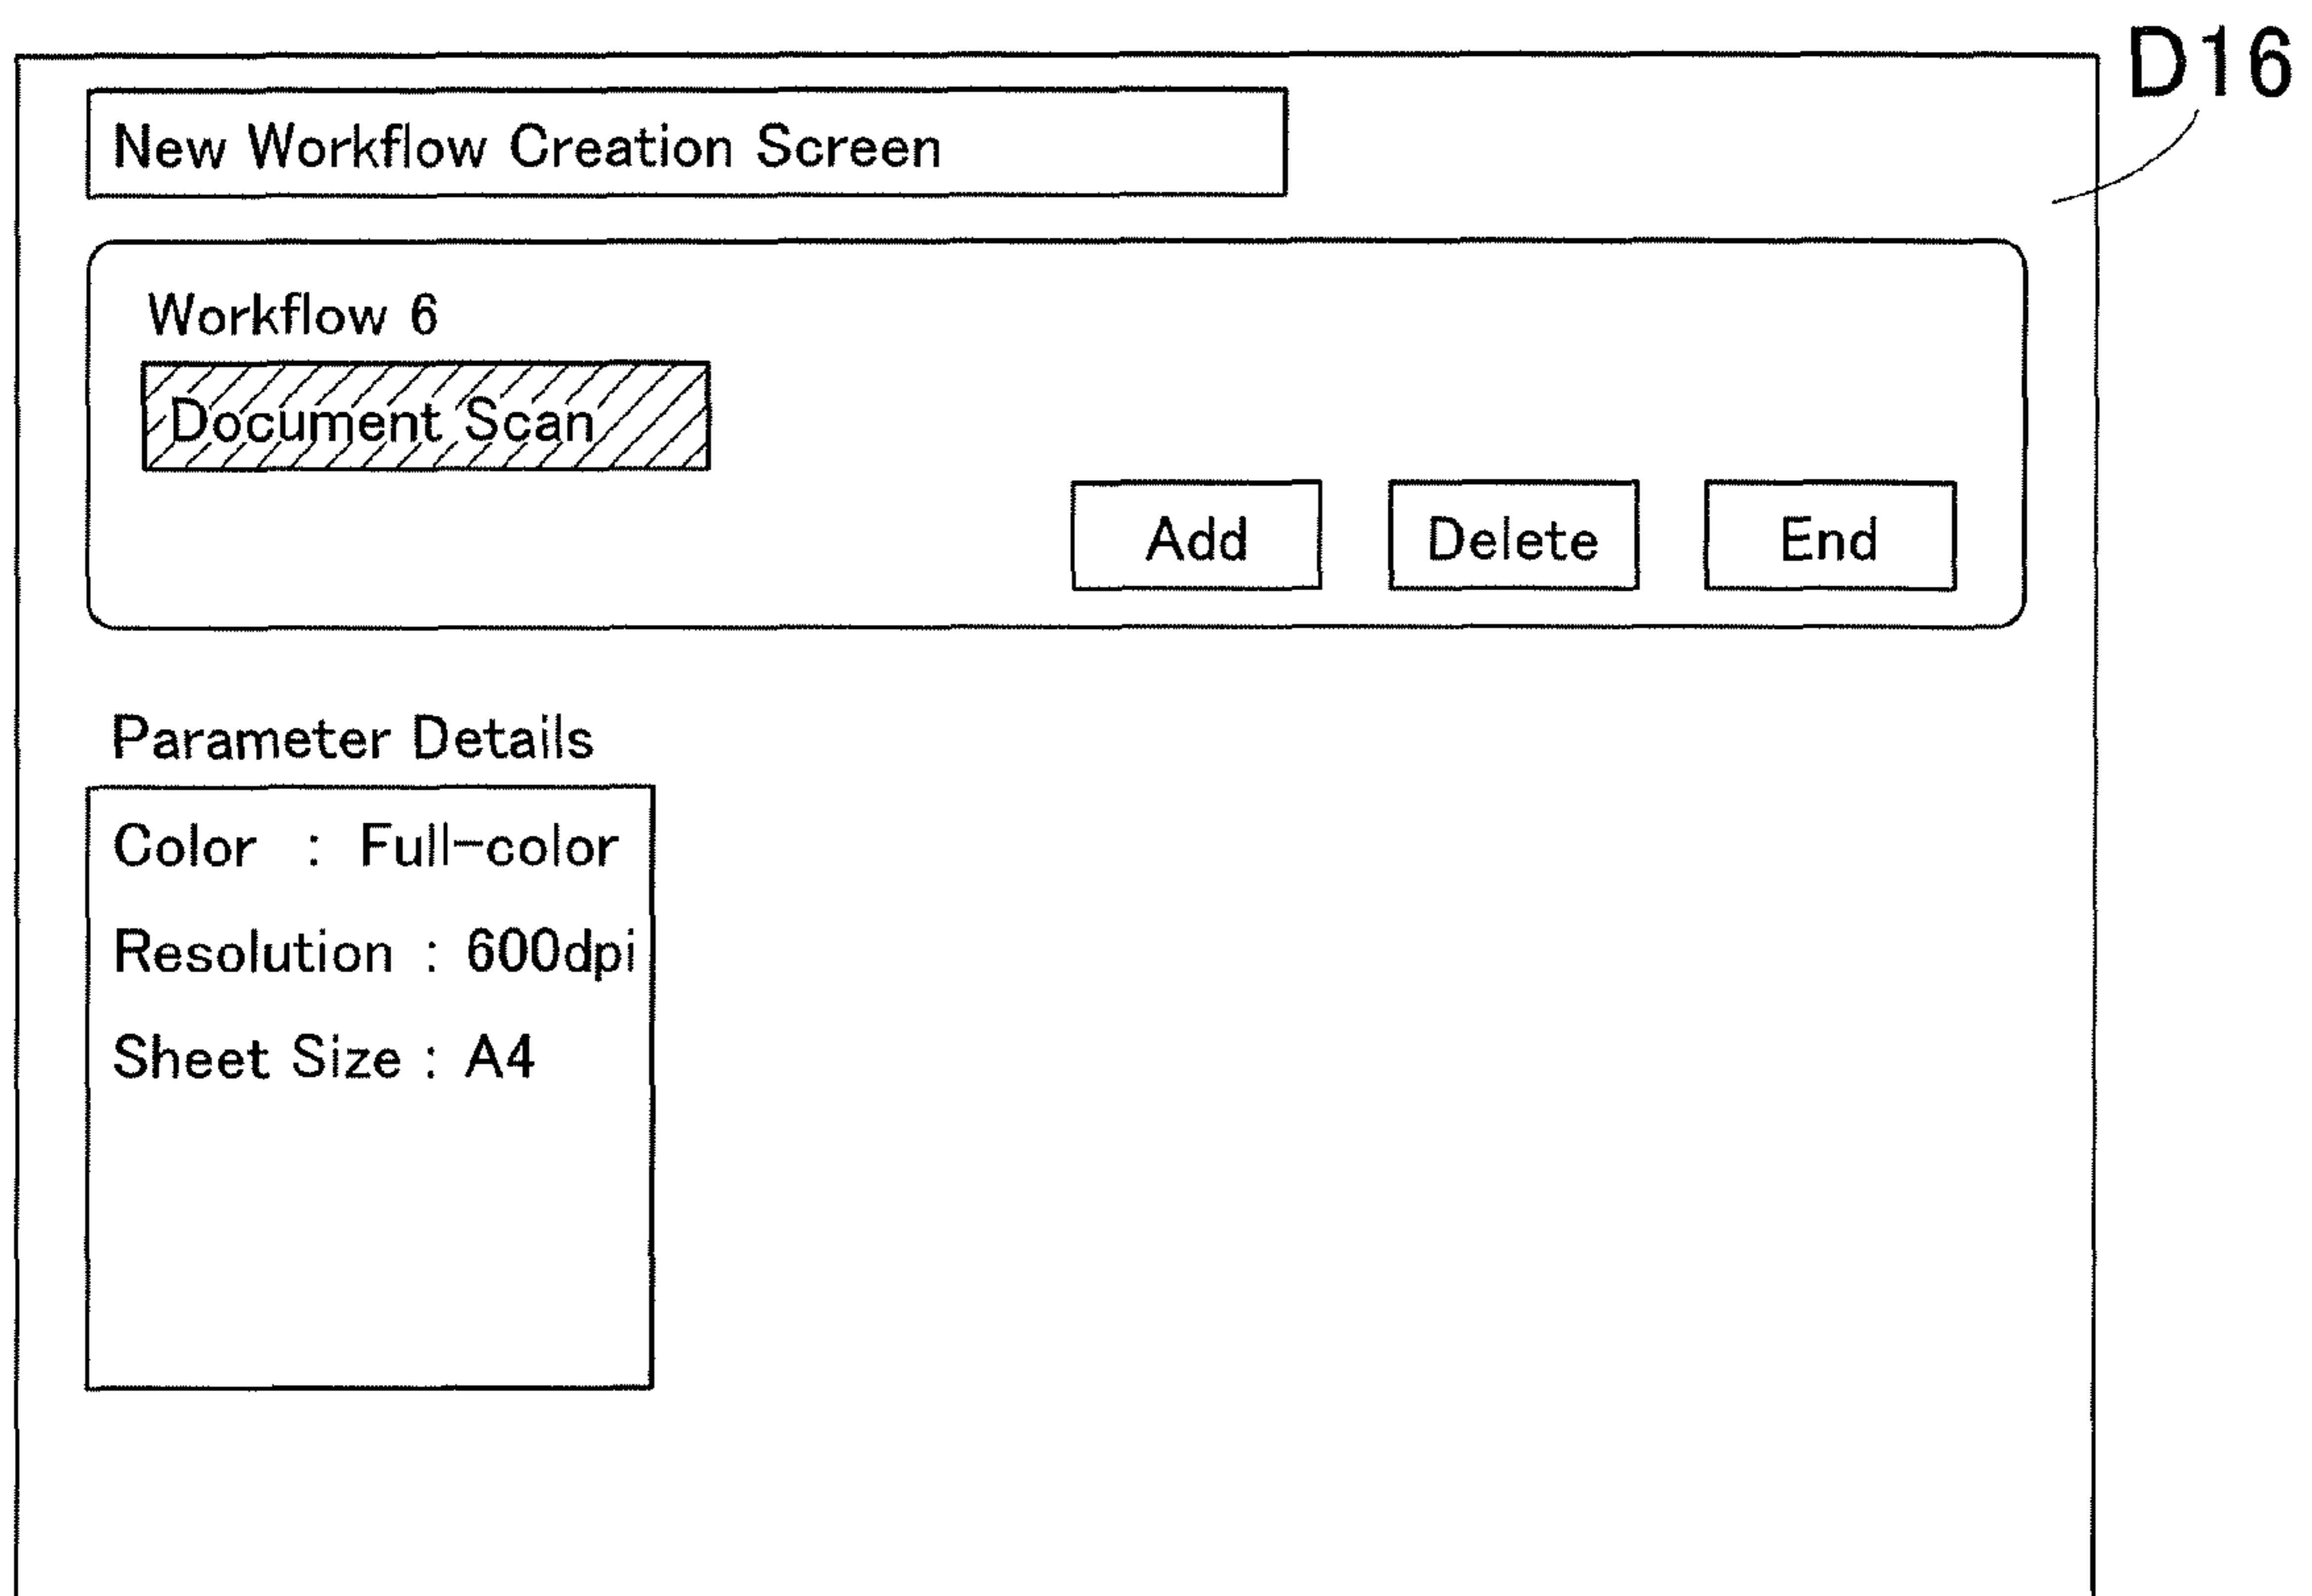 D16
New Workflow Creation Screen
Workflow 6
Document Scan
Add Delete End
Parameter Details
Color : Full-color
Resolution : 600dpi
Sheet Size : A4